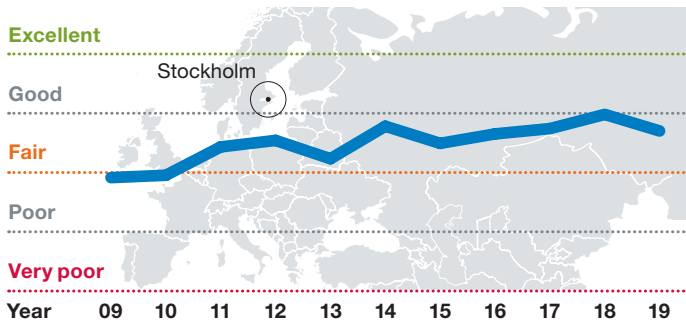 Excellent
Stockholm
Good
Fair
Poor
Very poor
Year 09 10 11 12 13 14 15 16 17 18 19